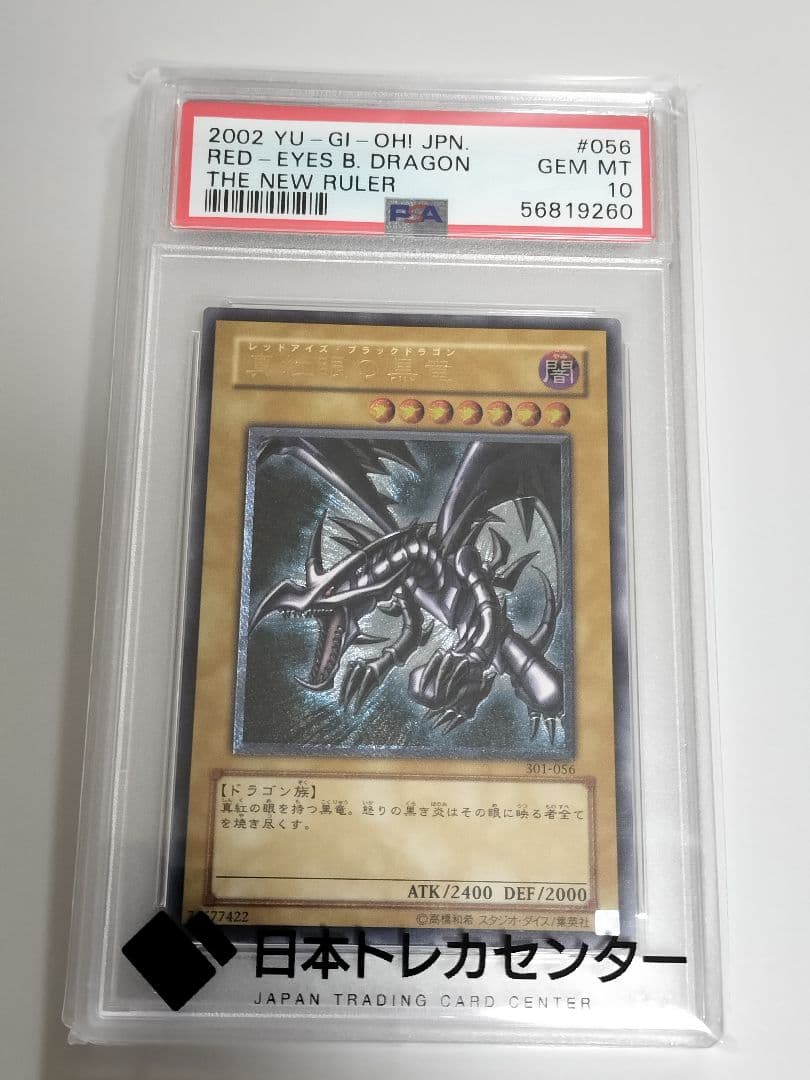 2002 YU-GI-OH! JPN. #056
RED-EYES B. DRAGON GEM MT
THE NEW RULER 10
PSA 56819260
レッドアイズ・ブラックドラゴン
真紅眼の黒竜
やみ
闇
301-056
【ドラゴン族】
真紅の眼を持つ黒竜。怒りの黒き炎はその眼に映る者全て
を焼き尽くす。
ATK/2400 DEF/2000
77422 ©高橋和希 スタジオ・ダイス/集英社
日本トレカセンター
JAPAN TRADING CARD CENTER